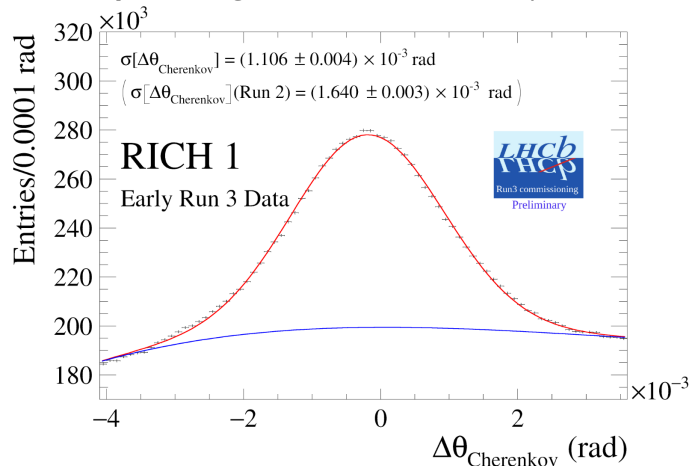 ×10³
Entries/0.0001 rad
320
300
280
260
240
220
200
180
σ[Δθ_Cherenkov] = (1.106 ± 0.004) × 10⁻³ rad
( σ[Δθ_Cherenkov](Run 2) = (1.640 ± 0.003) × 10⁻³ rad )
RICH 1
Early Run 3 Data
LHCb
LHCb
Run3 commissioning
Preliminary
−4
−2
0
2
×10⁻³
Δθ_Cherenkov (rad)